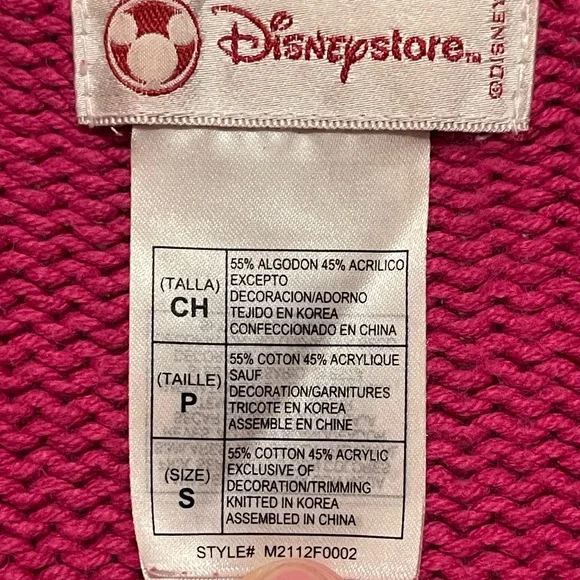 Disneystore™
©DISNEY
(TALLA)
CH
55% ALGODON 45% ACRILICO
EXCEPTO
DECORACION/ADORNO
TEJIDO EN KOREA
CONFECCIONADO EN CHINA
(TAILLE)
P
55% COTON 45% ACRYLIQUE
SAUF
DECORATION/GARNITURES
TRICOTE EN KOREA
ASSEMBLE EN CHINE
(SIZE)
S
55% COTTON 45% ACRYLIC
EXCLUSIVE OF
DECORATION/TRIMMING
KNITTED IN KOREA
ASSEMBLED IN CHINA
STYLE# M2112F0002